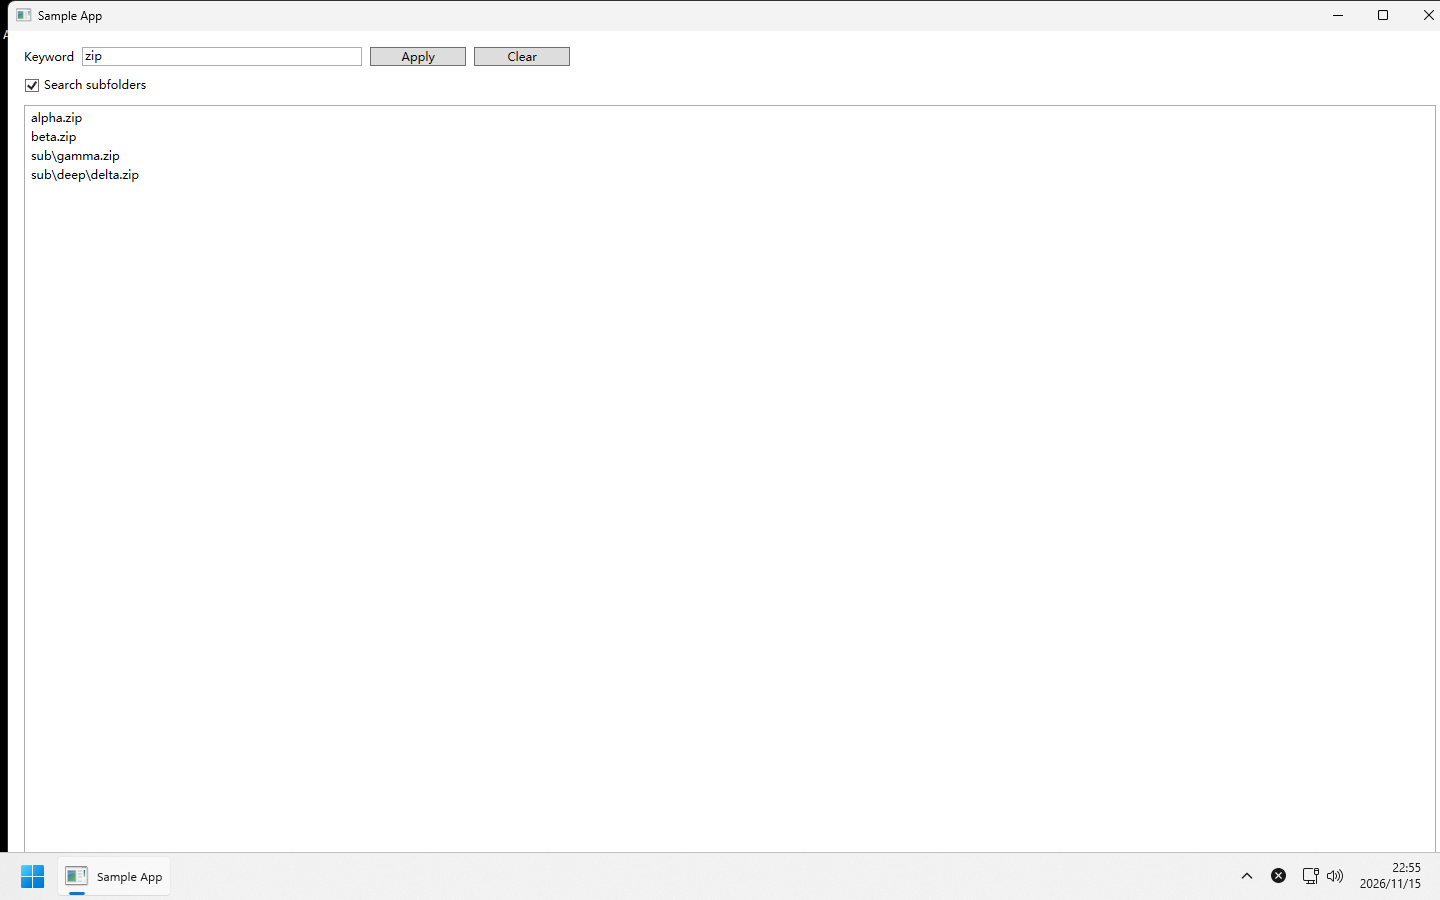 Sample App
Keyword zip Apply Clear
Search subfolders
alpha.zip
beta.zip
sub\gamma.zip
sub\deep\delta.zip
Sample App
22:55
2026/11/15